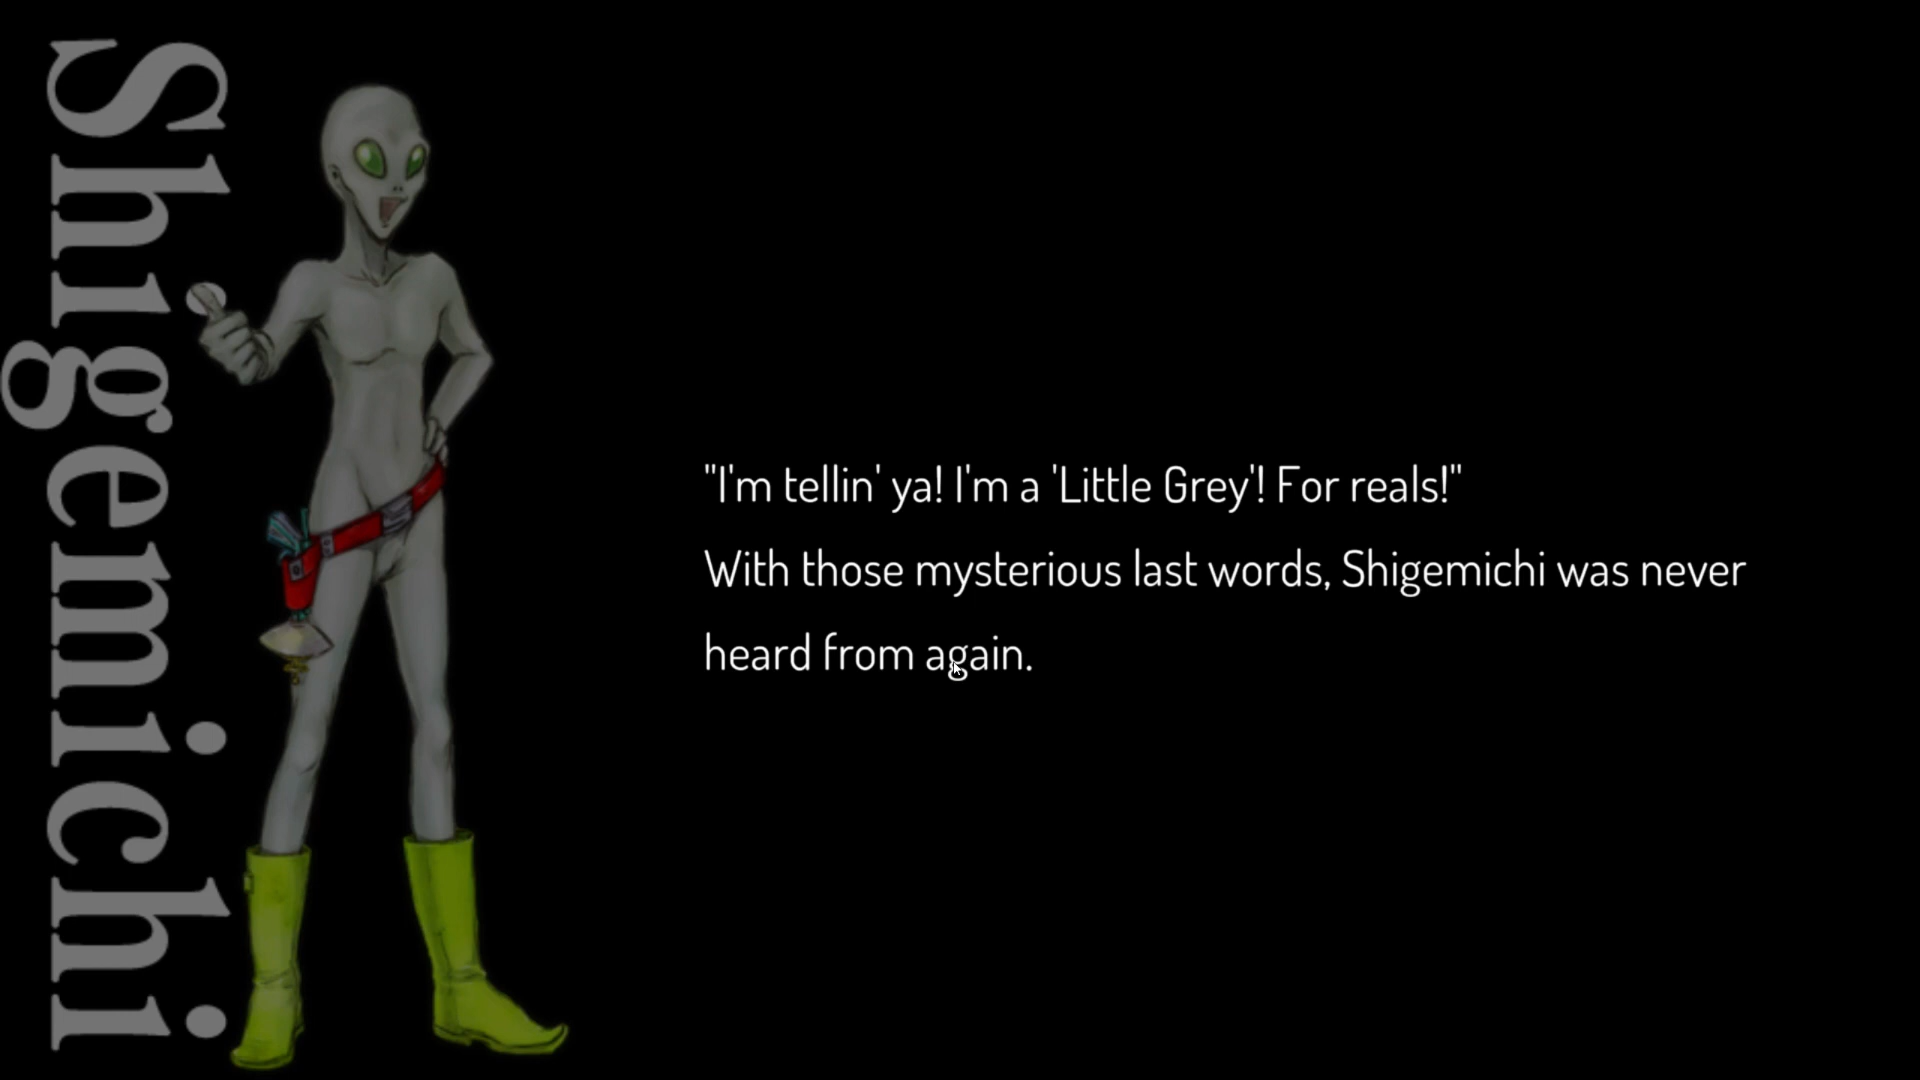 Shigemichi
"I'm tellin' ya! I'm a 'Little Grey'! For reals!"
With those mysterious last words, Shigemichi was never
heard from again.